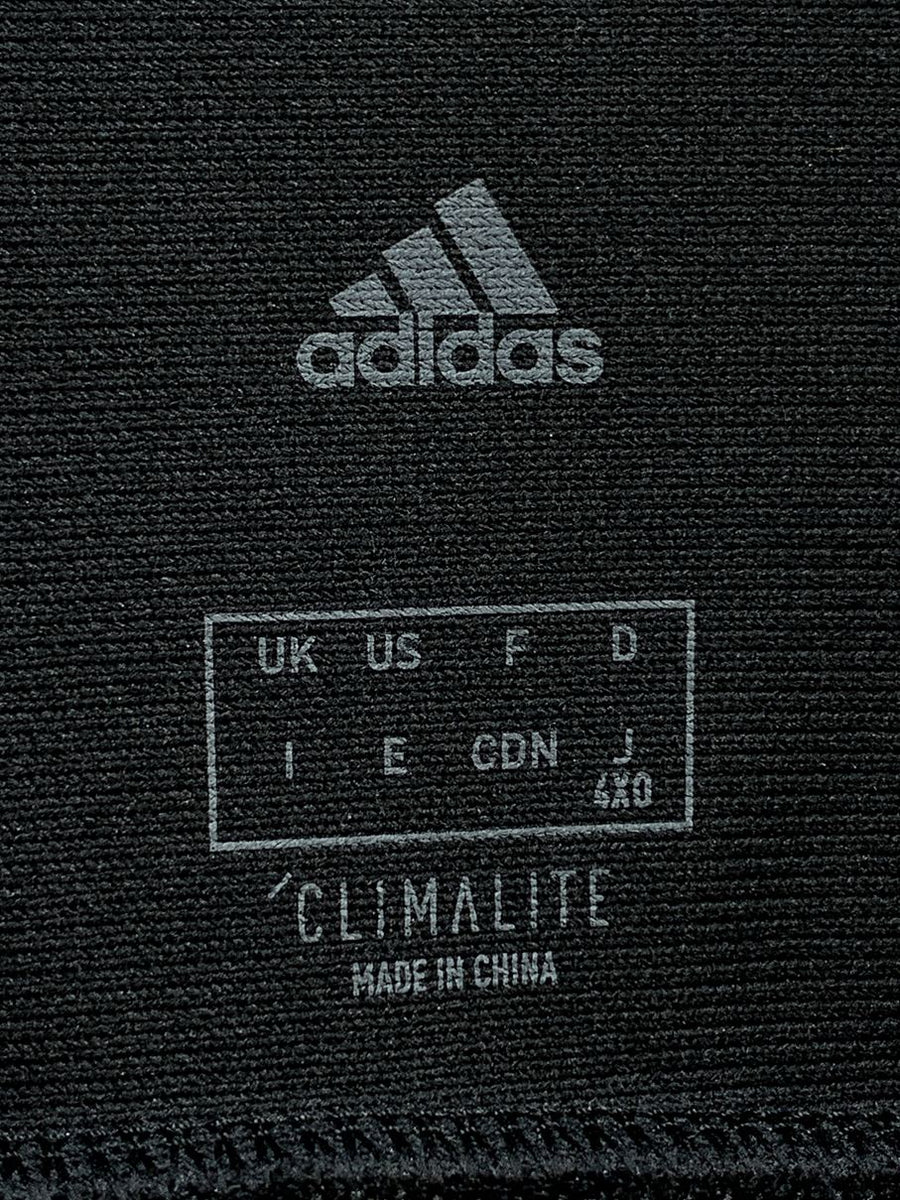 adidas
UK US F D
I E CDN J
4XO
'CLIMALITE
MADE IN CHINA